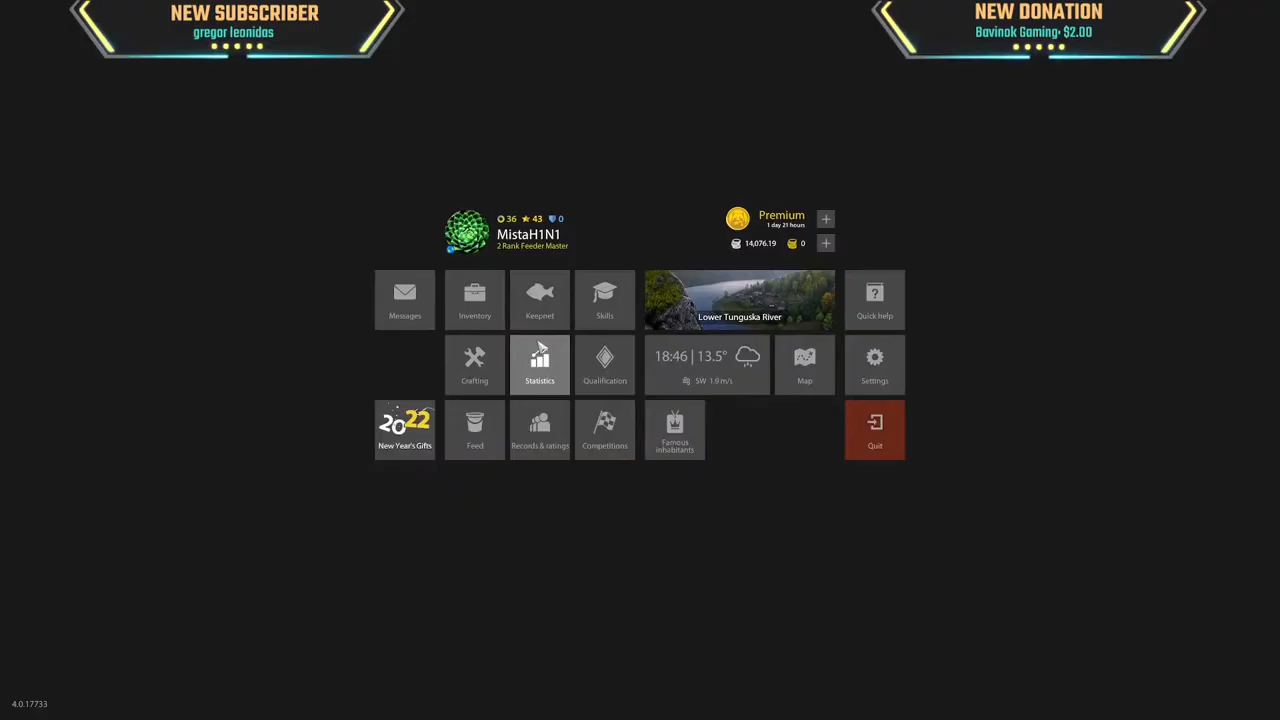 NEW SUBSCRIBER
gregor leonidas
NEW DONATION
Bavinok Gaming• $2.00
36 43 0
MistaH1N1
2 Rank Feeder Master
Premium
1 day 21 hours
14,076.19 0
Messages
Inventory
Keepnet
Skills
Lower Tunguska River
Quick help
Crafting
Statistics
Qualification
18:46 | 13.5°
SW 1.9 m/s
Map
Settings
2022
New Year's Gifts
Feed
Records & ratings
Competitions
Famous
inhabitants
Quit
4.0.17733